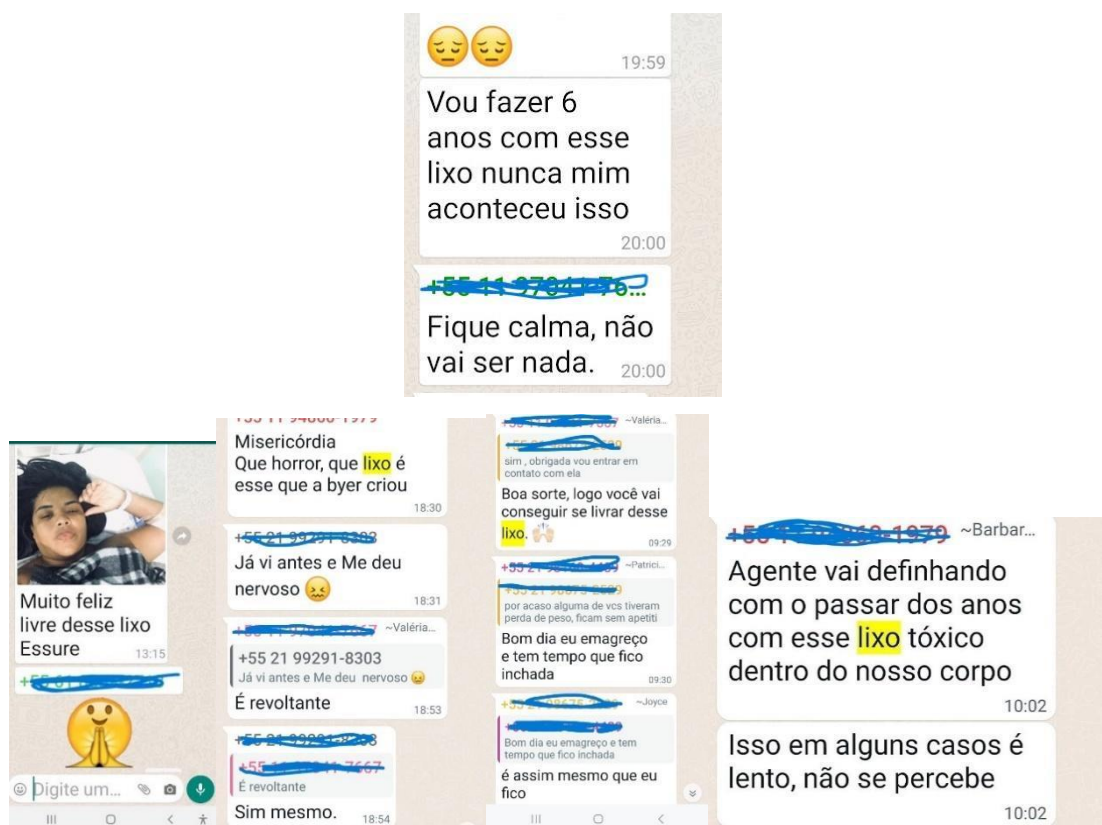 19:59
Vou fazer 6
anos com esse
lixo nunca mim
aconteceu isso
20:00
Fique calma, não
vai ser nada.
20:00
Muito feliz
livre desse lixo
Essure
13:15
Digite um...
Misericórdia
Que horror, que lixo é
esse que a byer criou
18:30
Já vi antes e Me deu
nervoso
18:31
~Valéria...
+55 21 99291-8303
Já vi antes e Me deu nervoso
É revoltante
18:53
É revoltante
Sim mesmo.
18:54
~Valéria...
sim , obrigada vou entrar em
contato com ela
Boa sorte, logo você vai
conseguir se livrar desse
lixo.
09:29
~Patrici...
por acaso alguma de vcs tiveram
perda de peso, ficam sem apetiti
Bom dia eu emagreço
e tem tempo que fico
inchada
09:30
~Joyce
Bom dia eu emagreço e tem
tempo que fico inchada
é assim mesmo que eu
fico
~Barbar...
Agente vai definhando
com o passar dos anos
com esse lixo tóxico
dentro do nosso corpo
10:02
Isso em alguns casos é
lento, não se percebe
10:02